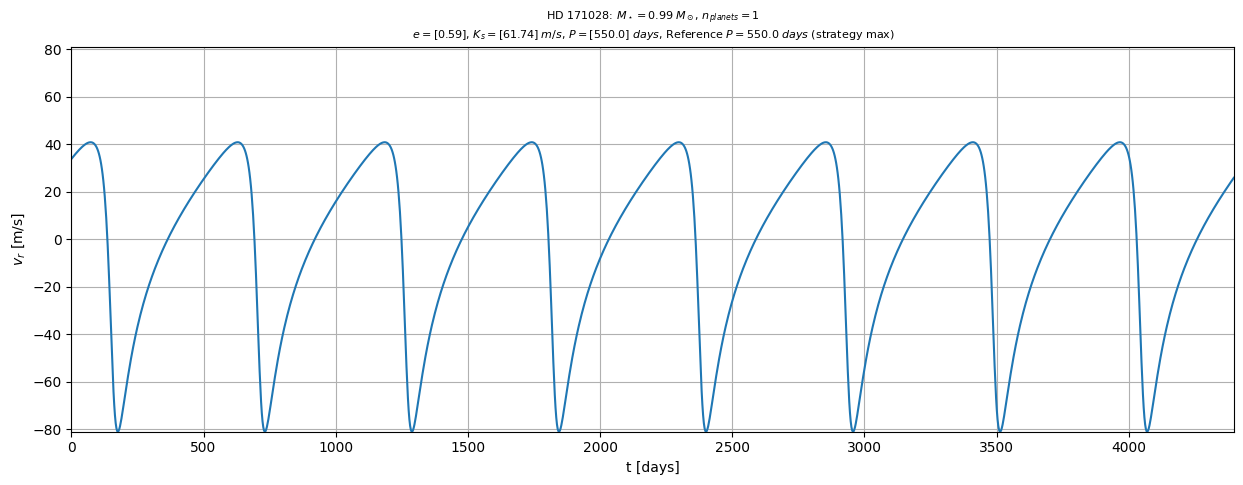 HD 171028: M⋆ = 0.99 M⊙, n_planets = 1
e = [0.59], K_s = [61.74] m/s, P = [550.0] days, Reference P = 550.0 days (strategy max)
80
60
40
20
0
−20
−40
−60
−80
v_r [m/s]
0 500 1000 1500 2000 2500 3000 3500 4000
t [days]